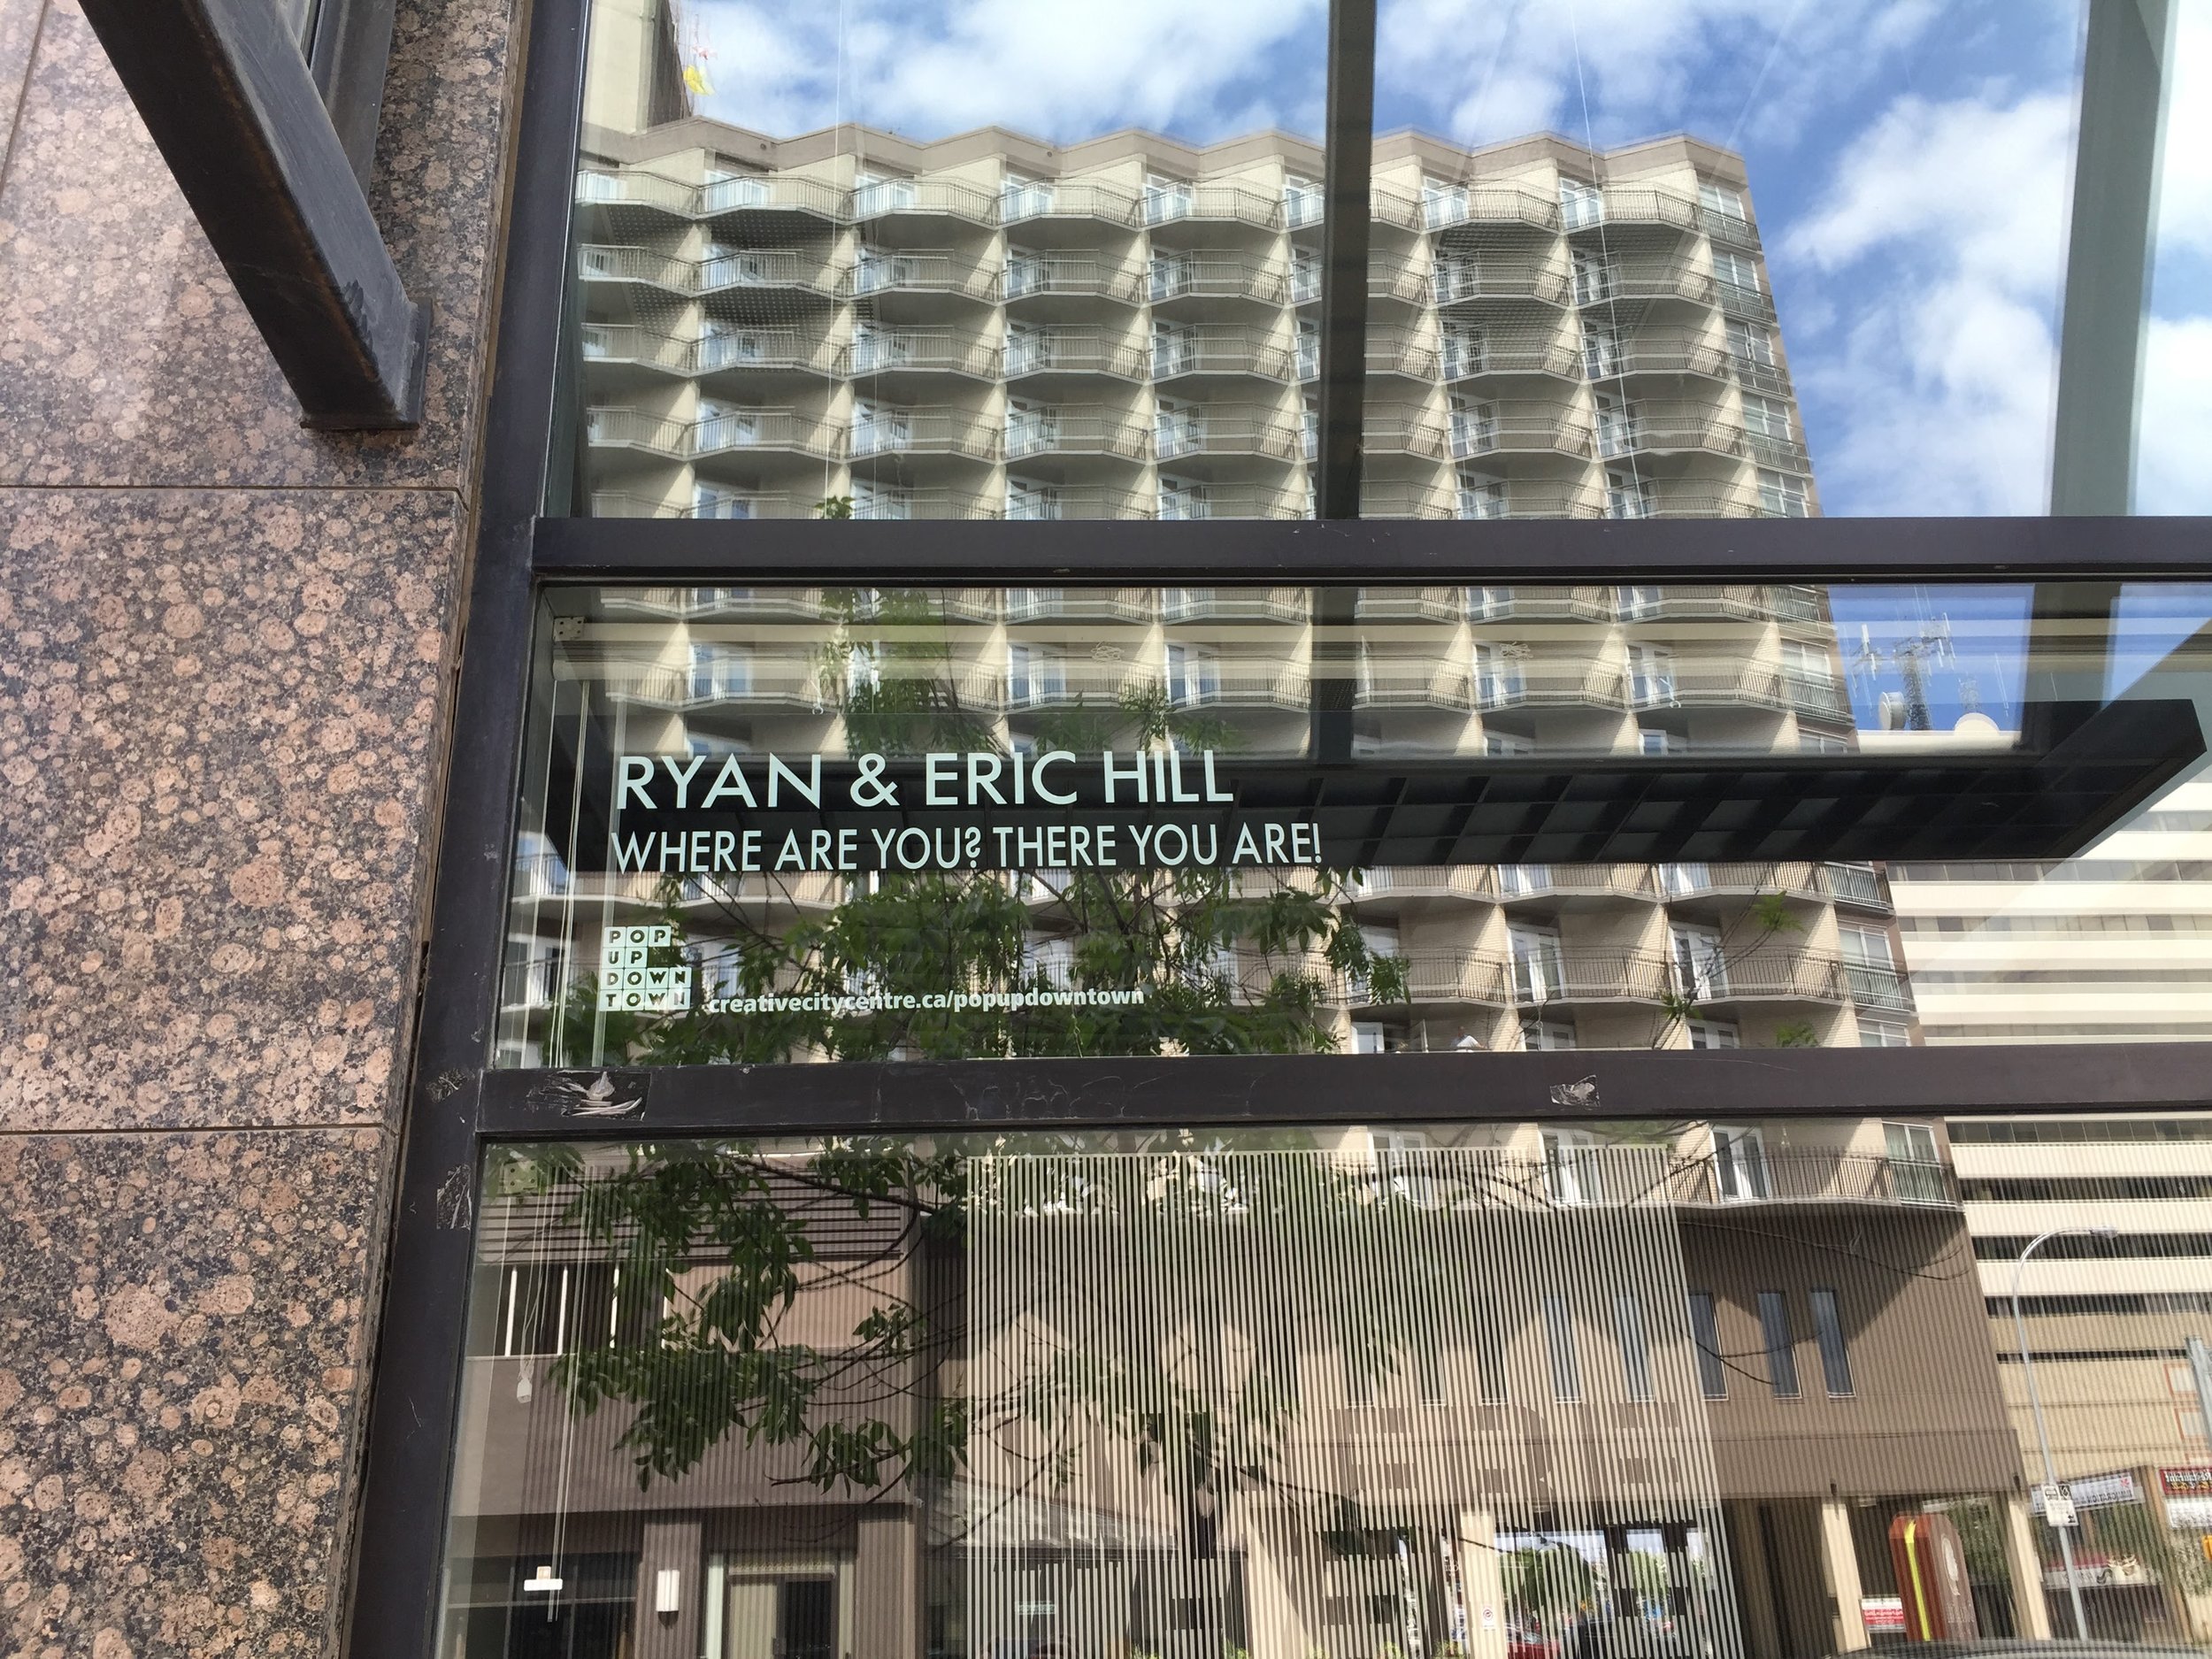 RYAN & ERIC HILL
WHERE ARE YOU? THERE YOU ARE!
POP
UP
DOWN
TOWN
creativecitycentre.ca/popupdowntown